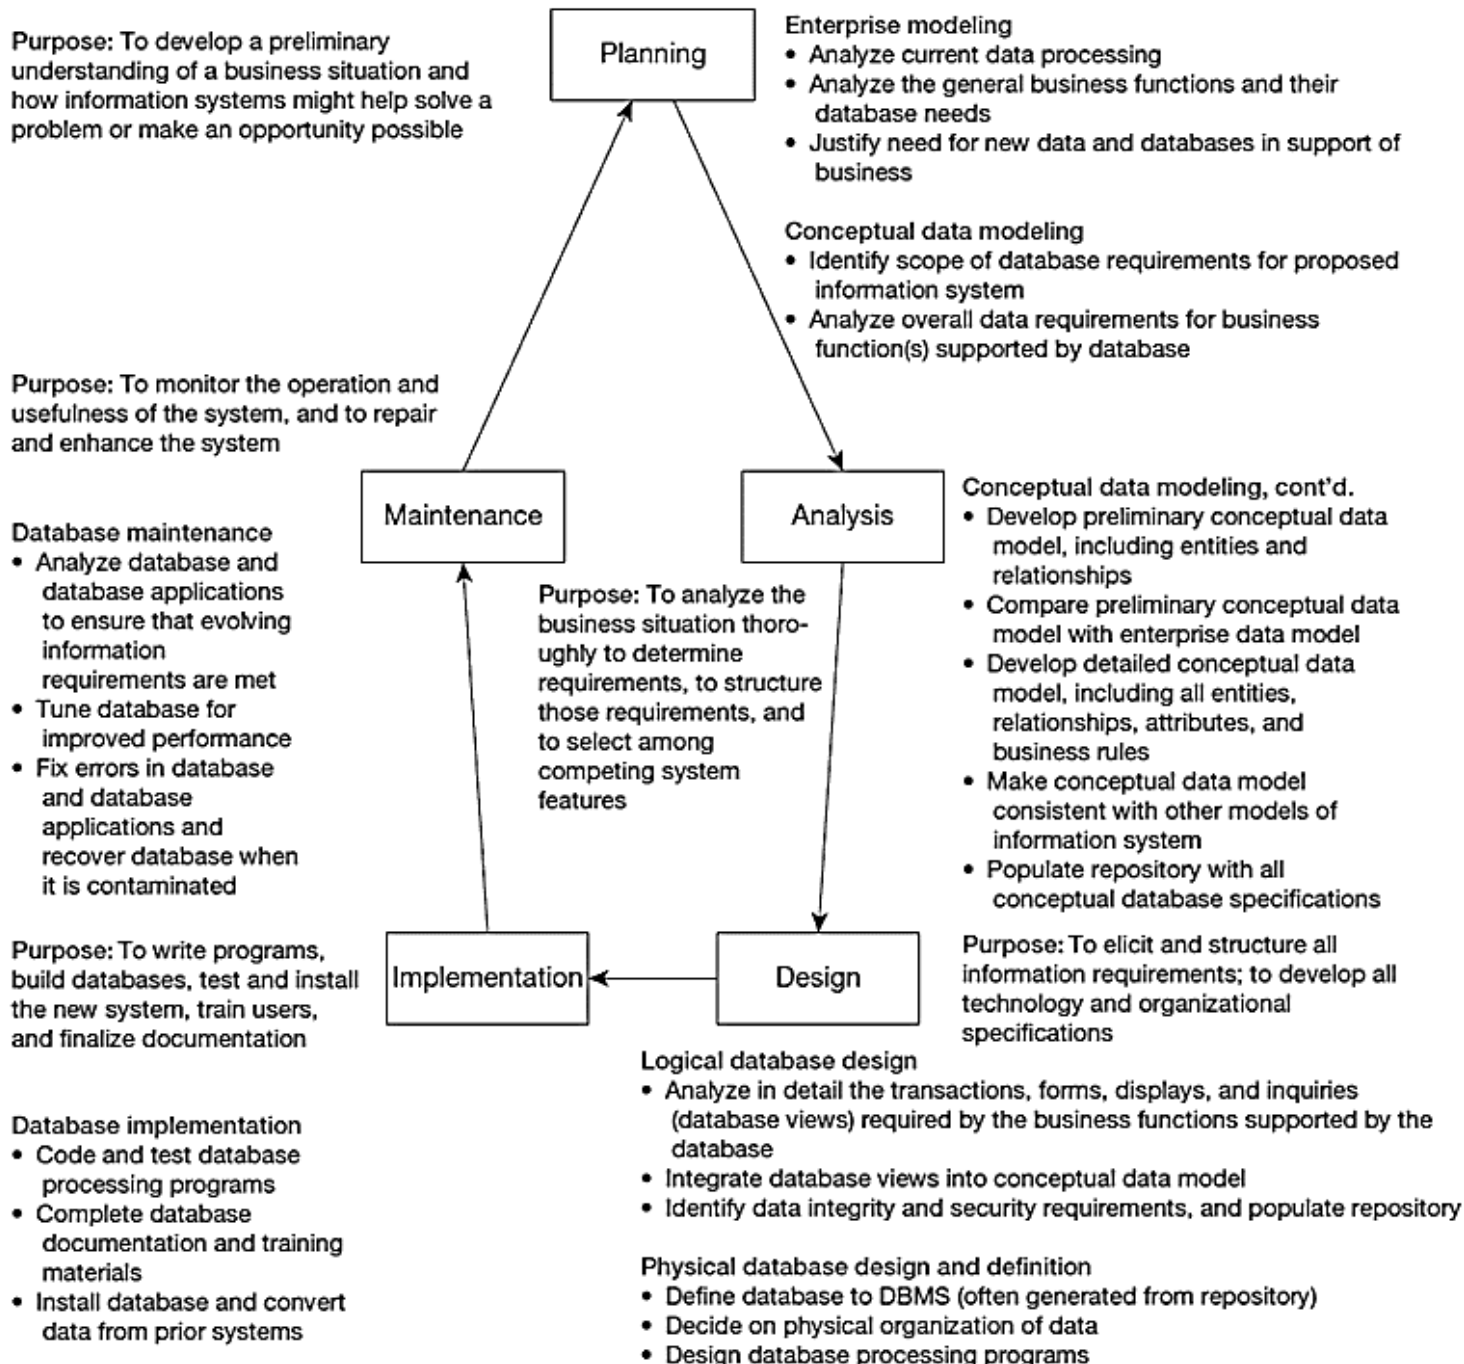 Purpose: To develop a preliminary
understanding of a business situation and
how information systems might help solve a
problem or make an opportunity possible
Planning
Enterprise modeling
• Analyze current data processing
• Analyze the general business functions and their
database needs
• Justify need for new data and databases in support of
business
Conceptual data modeling
• Identify scope of database requirements for proposed
information system
• Analyze overall data requirements for business
function(s) supported by database
Purpose: To monitor the operation and
usefulness of the system, and to repair
and enhance the system
Maintenance
Analysis
Database maintenance
• Analyze database and
database applications
to ensure that evolving
information
requirements are met
• Tune database for
improved performance
• Fix errors in database
and database
applications and
recover database when
it is contaminated
Purpose: To analyze the
business situation thoro-
ughly to determine
requirements, to structure
those requirements, and
to select among
competing system
features
Conceptual data modeling, cont'd.
• Develop preliminary conceptual data
model, including entities and
relationships
• Compare preliminary conceptual data
model with enterprise data model
• Develop detailed conceptual data
model, including all entities,
relationships, attributes, and
business rules
• Make conceptual data model
consistent with other models of
information system
• Populate repository with all
conceptual database specifications
Purpose: To write programs,
build databases, test and install
the new system, train users,
and finalize documentation
Implementation
Design
Purpose: To elicit and structure all
information requirements; to develop all
technology and organizational
specifications
Database implementation
• Code and test database
processing programs
• Complete database
documentation and training
materials
• Install database and convert
data from prior systems
Logical database design
• Analyze in detail the transactions, forms, displays, and inquiries
(database views) required by the business functions supported by the
database
• Integrate database views into conceptual data model
• Identify data integrity and security requirements, and populate repository
Physical database design and definition
• Define database to DBMS (often generated from repository)
• Decide on physical organization of data
• Design database processing programs